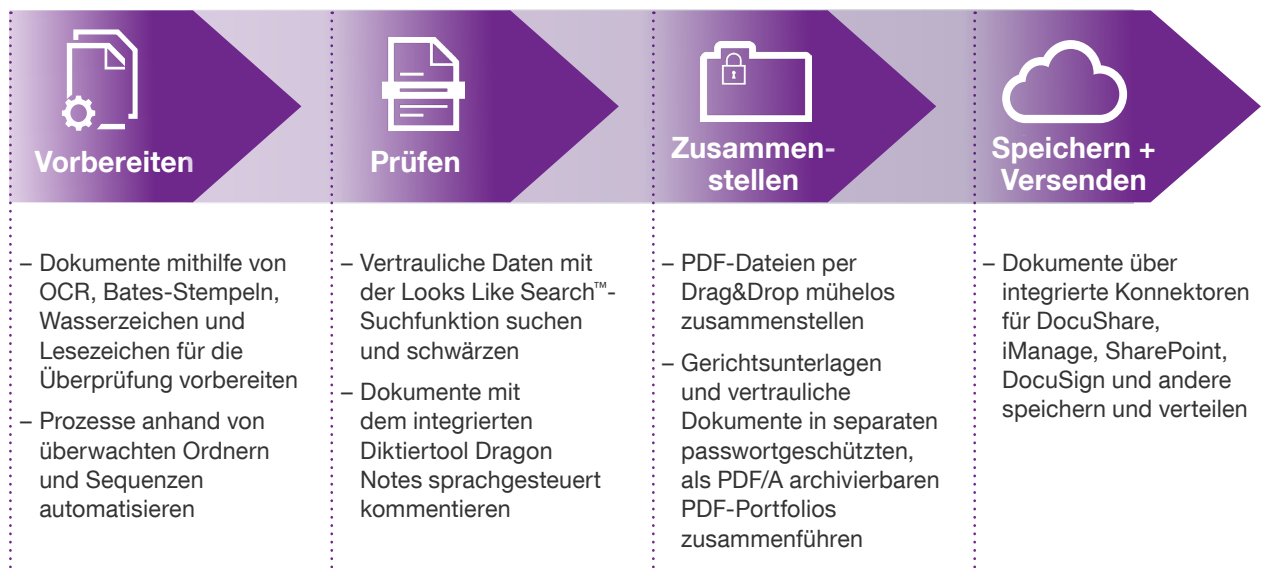 Vorbereiten
– Dokumente mithilfe von
OCR, Bates-Stempeln,
Wasserzeichen und
Lesezeichen für die
Überprüfung vorbereiten
– Prozesse anhand von
überwachten Ordnern
und Sequenzen
automatisieren
Prüfen
– Vertrauliche Daten mit
der Looks Like Search™-
Suchfunktion suchen
und schwärzen
– Dokumente mit
dem integrierten
Diktiertool Dragon
Notes sprachgesteuert
kommentieren
Zusammen-
stellen
– PDF-Dateien per
Drag&Drop mühelos
zusammenstellen
– Gerichtsunterlagen
und vertrauliche
Dokumente in separaten
passwortgeschützten,
als PDF/A archivierbaren
PDF-Portfolios
zusammenführen
Speichern +
Versenden
– Dokumente über
integrierte Konnektoren
für DocuShare,
iManage, SharePoint,
DocuSign und andere
speichern und verteilen